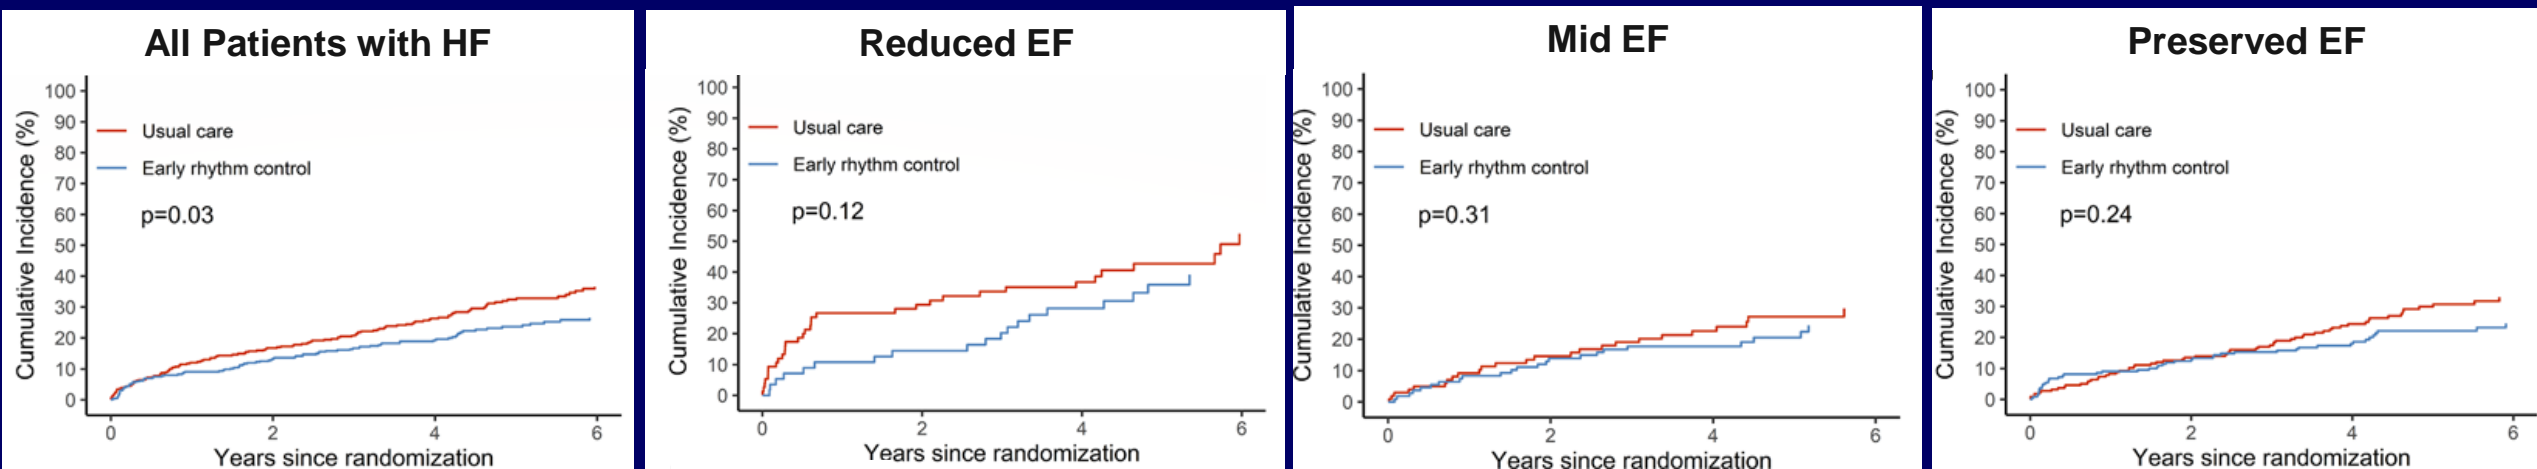 All Patients with HF
Cumulative Incidence (%)
100
90
80
70
60
50
40
30
20
10
0
Usual care
Early rhythm control
p=0.03
0 2 4 6
Years since randomization
Reduced EF
Cumulative Incidence (%)
100
90
80
70
60
50
40
30
20
10
0
Usual care
Early rhythm control
p=0.12
0 2 4 6
Years since randomization
Mid EF
Cumulative Incidence (%)
100
90
80
70
60
50
40
30
20
10
0
Usual care
Early rhythm control
p=0.31
0 2 4 6
Years since randomization
Preserved EF
Cumulative Incidence (%)
100
90
80
70
60
50
40
30
20
10
0
Usual care
Early rhythm control
p=0.24
0 2 4 6
Years since randomization